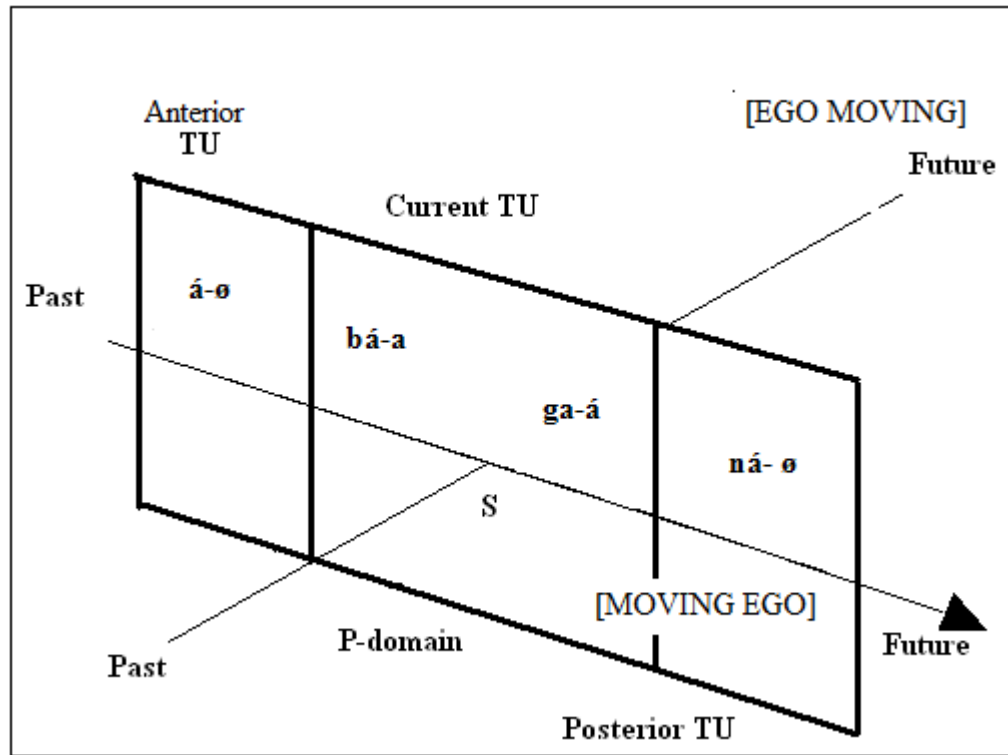 Anterior
TU
[EGO MOVING]
Future
Current TU
Past
á-ø
bá-a
ga-á
ná- ø
S
[MOVING EGO]
P-domain
Past
Future
Posterior TU